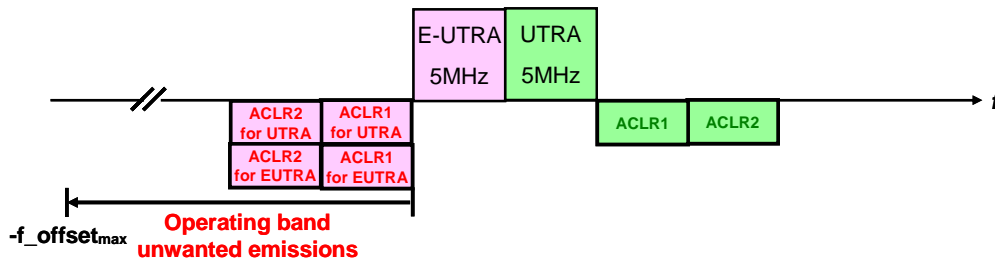 E-UTRA
5MHz
UTRA
5MHz
f
ACLR2
for UTRA
ACLR1
for UTRA
ACLR1
ACLR2
ACLR2
for EUTRA
ACLR1
for EUTRA
-f_offsetmax
Operating band
unwanted emissions